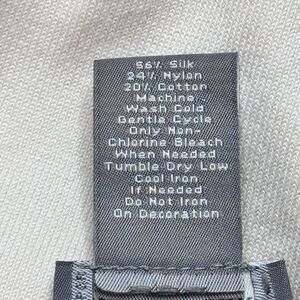 56% Silk
24% Nylon
20% Cotton
Machine
Wash Cold
Gentle Cycle
Only Non-
Chlorine Bleach
When Needed
Tumble Dry Low
Cool Iron
If Needed
Do Not Iron
On Decoration